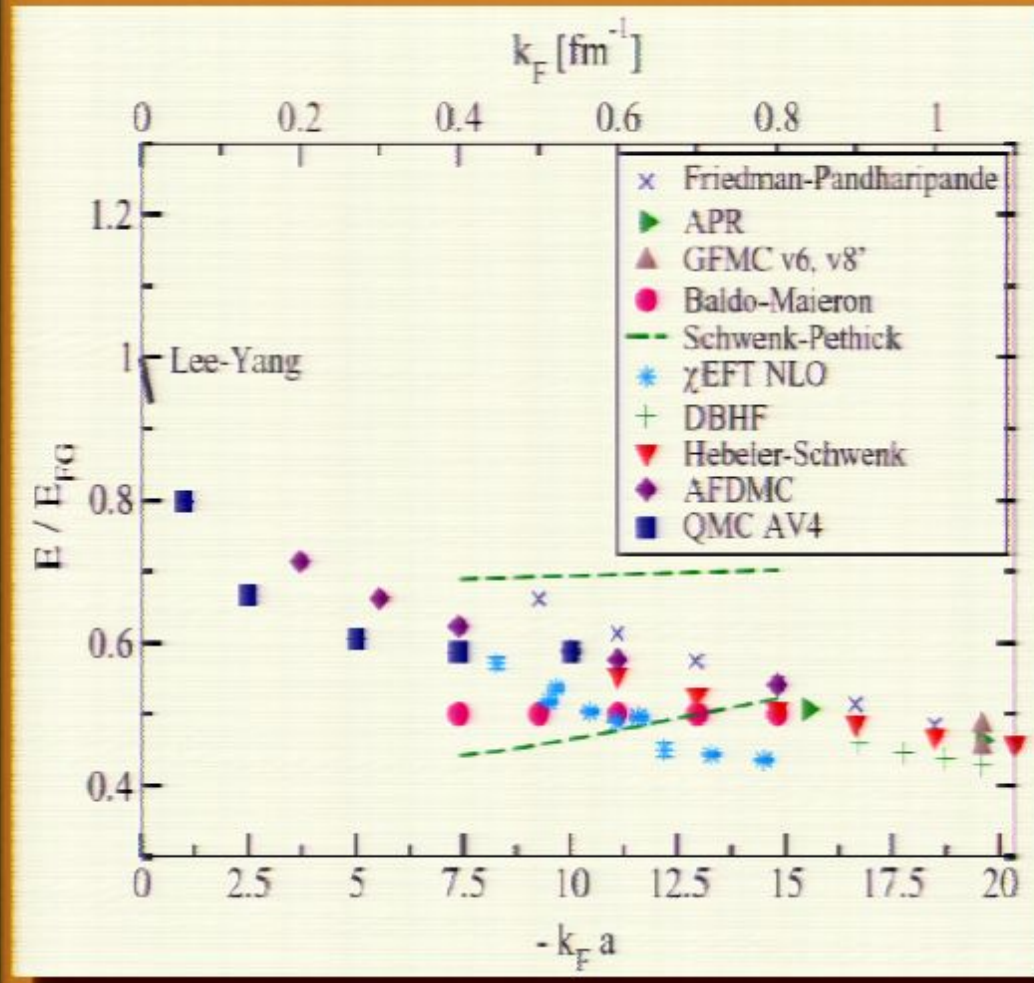 k_F [fm^-1]
0 0.2 0.4 0.6 0.8 1
Friedman-Pandharipande
APR
GFMC v6, v8'
Baldo-Maieron
Schwenk-Pethick
χEFT NLO
DBHF
Hebeler-Schwenk
AFDMC
QMC AV4
1.2
1
Lee-Yang
0.8
0.6
0.4
E / E_FG
0 2.5 5 7.5 10 12.5 15 17.5 20
- k_F a